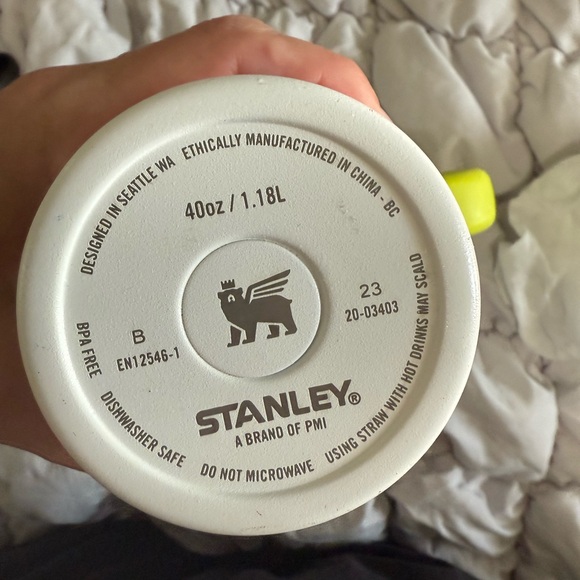 DESIGNED IN SEATTLE WA ETHICALLY MANUFACTURED IN CHINA - BC
40oz / 1.18L
B
EN12546-1
23
20-03403
STANLEY®
A BRAND OF PMI
BPA FREE DISHWASHER SAFE DO NOT MICROWAVE USING STRAW WITH HOT DRINKS MAY SCALD